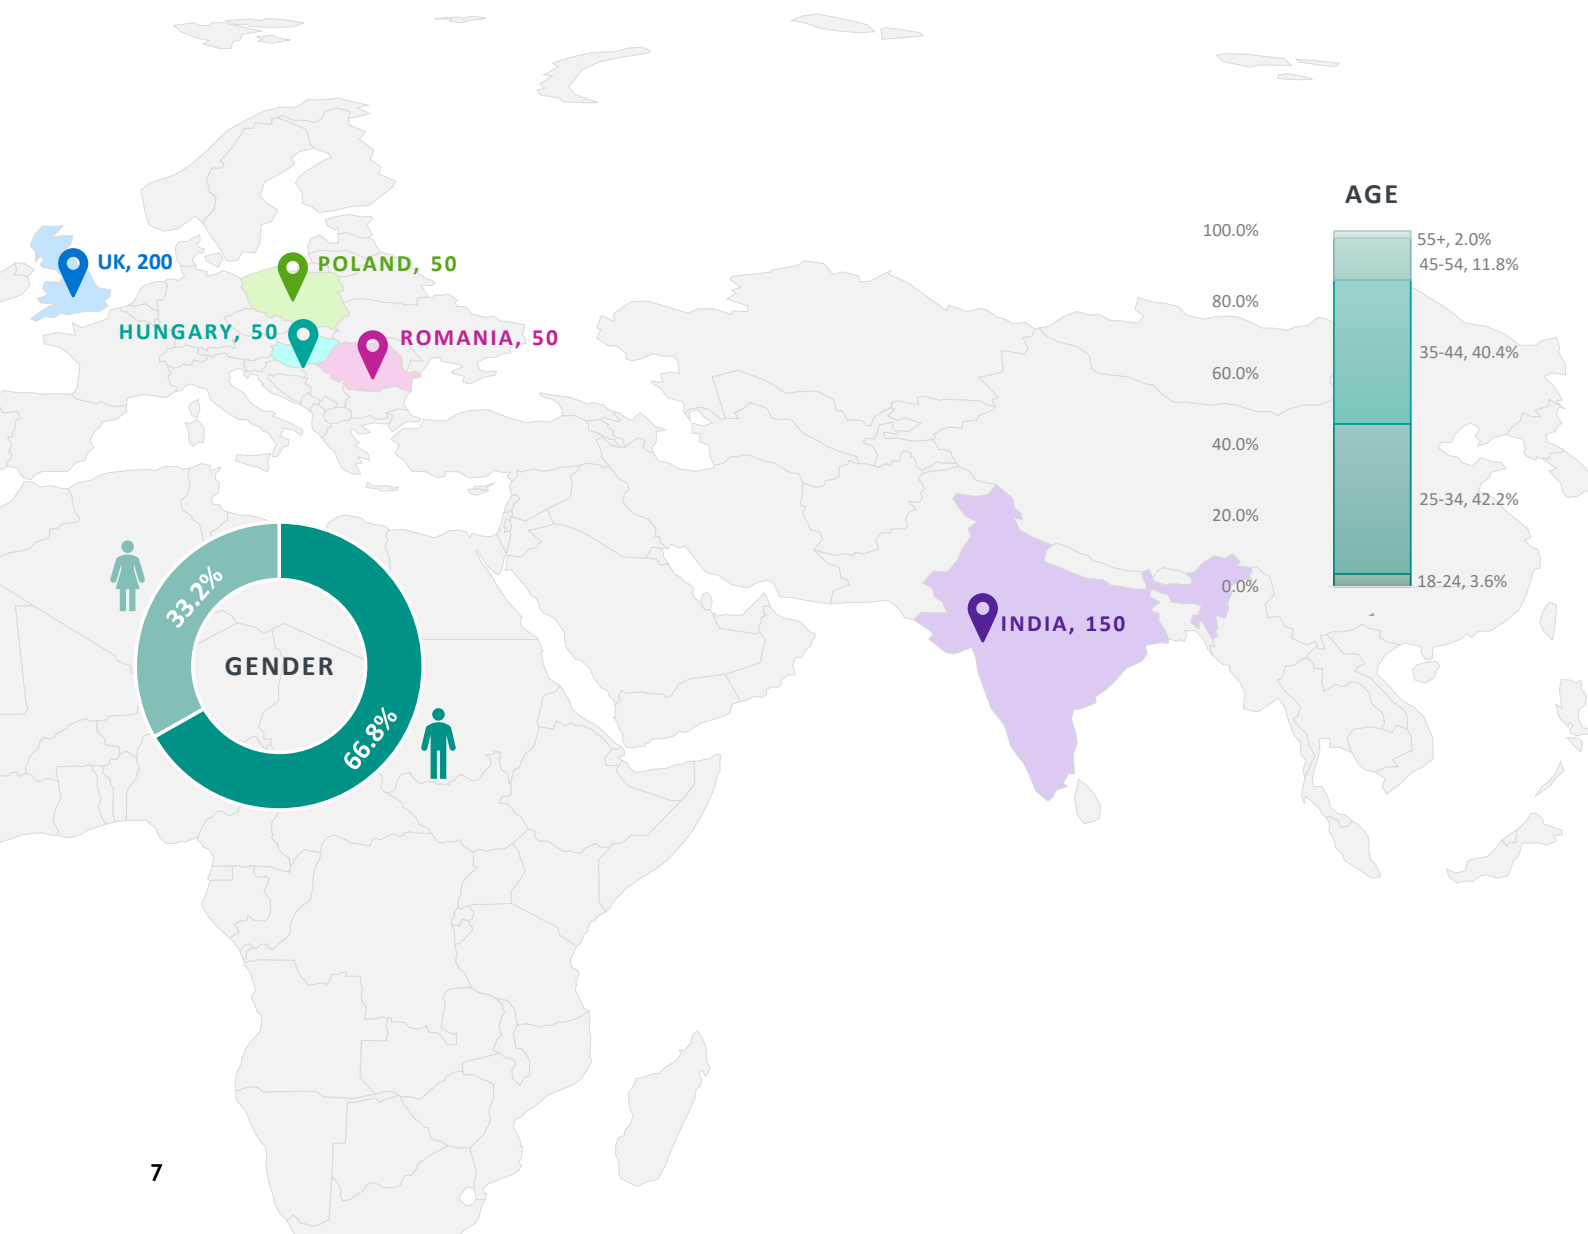 AGE
100.0%
80.0%
60.0%
40.0%
20.0%
0.0%
55+, 2.0%
45-54, 11.8%
35-44, 40.4%
25-34, 42.2%
18-24, 3.6%
UK, 200
POLAND, 50
HUNGARY, 50
ROMANIA, 50
INDIA, 150
33.2%
GENDER
66.8%
7